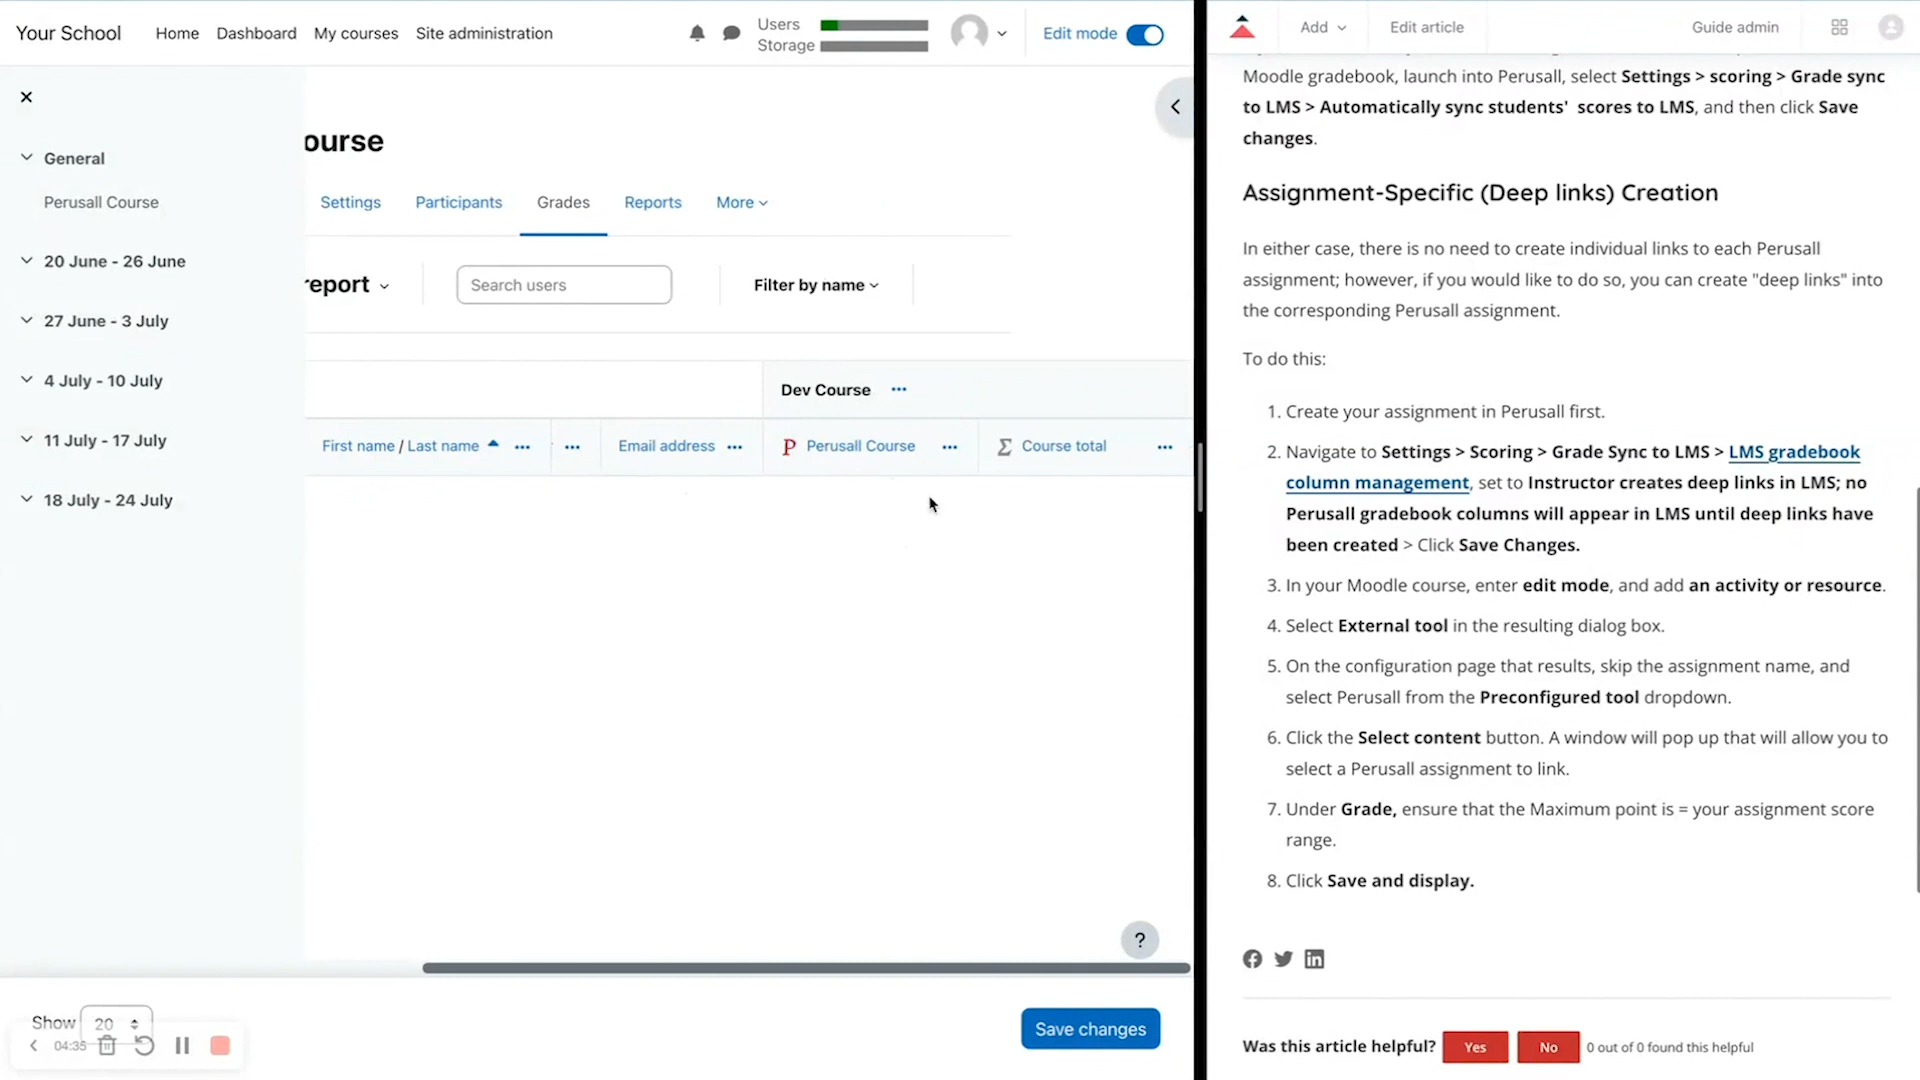 Your School
Home
Dashboard
My courses
Site administration
Users
Storage
Edit mode
General
Perusall Course
20 June - 26 June
27 June - 3 July
4 July - 10 July
11 July - 17 July
18 July - 24 July
ourse
Settings
Participants
Grades
Reports
More
report
Search users
Filter by name
Dev Course
First name / Last name
Email address
Perusall Course
Course total
?
Show 20
04:35
Save changes
Add
Edit article
Guide admin
Moodle gradebook, launch into Perusall, select Settings > scoring > Grade sync
to LMS > Automatically sync students' scores to LMS, and then click Save
changes.
Assignment-Specific (Deep links) Creation
In either case, there is no need to create individual links to each Perusall
assignment; however, if you would like to do so, you can create "deep links" into
the corresponding Perusall assignment.
To do this:
1. Create your assignment in Perusall first.
2. Navigate to Settings > Scoring > Grade Sync to LMS > LMS gradebook
column management, set to Instructor creates deep links in LMS; no
Perusall gradebook columns will appear in LMS until deep links have
been created > Click Save Changes.
3. In your Moodle course, enter edit mode, and add an activity or resource.
4. Select External tool in the resulting dialog box.
5. On the configuration page that results, skip the assignment name, and
select Perusall from the Preconfigured tool dropdown.
6. Click the Select content button. A window will pop up that will allow you to
select a Perusall assignment to link.
7. Under Grade, ensure that the Maximum point is = your assignment score
range.
8. Click Save and display.
Was this article helpful?
Yes
No
0 out of 0 found this helpful